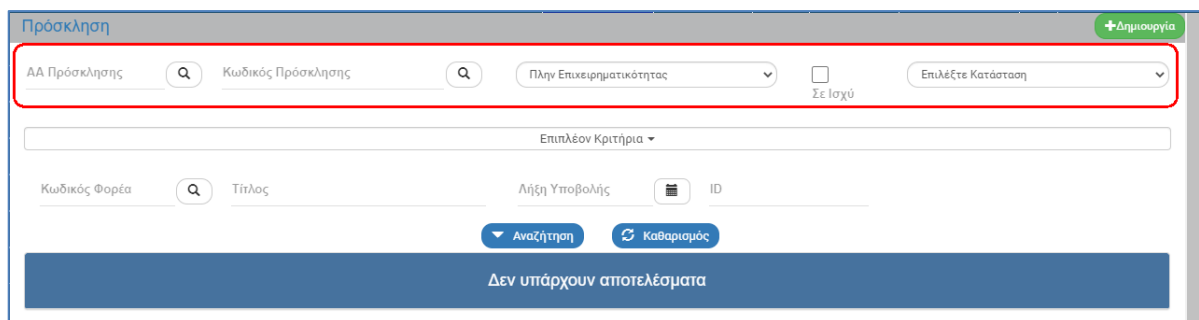 Πρόσκληση
Δημιουργία
ΑΑ Πρόσκλησης
Κωδικός Πρόσκλησης
Πλην Επιχειρηματικότητας
Σε Ισχύ
Επιλέξτε Κατάσταση
Επιπλέον Κριτήρια
Κωδικός Φορέα
Τίτλος
Λήξη Υποβολής
ID
Αναζήτηση
Καθαρισμός
Δεν υπάρχουν αποτελέσματα